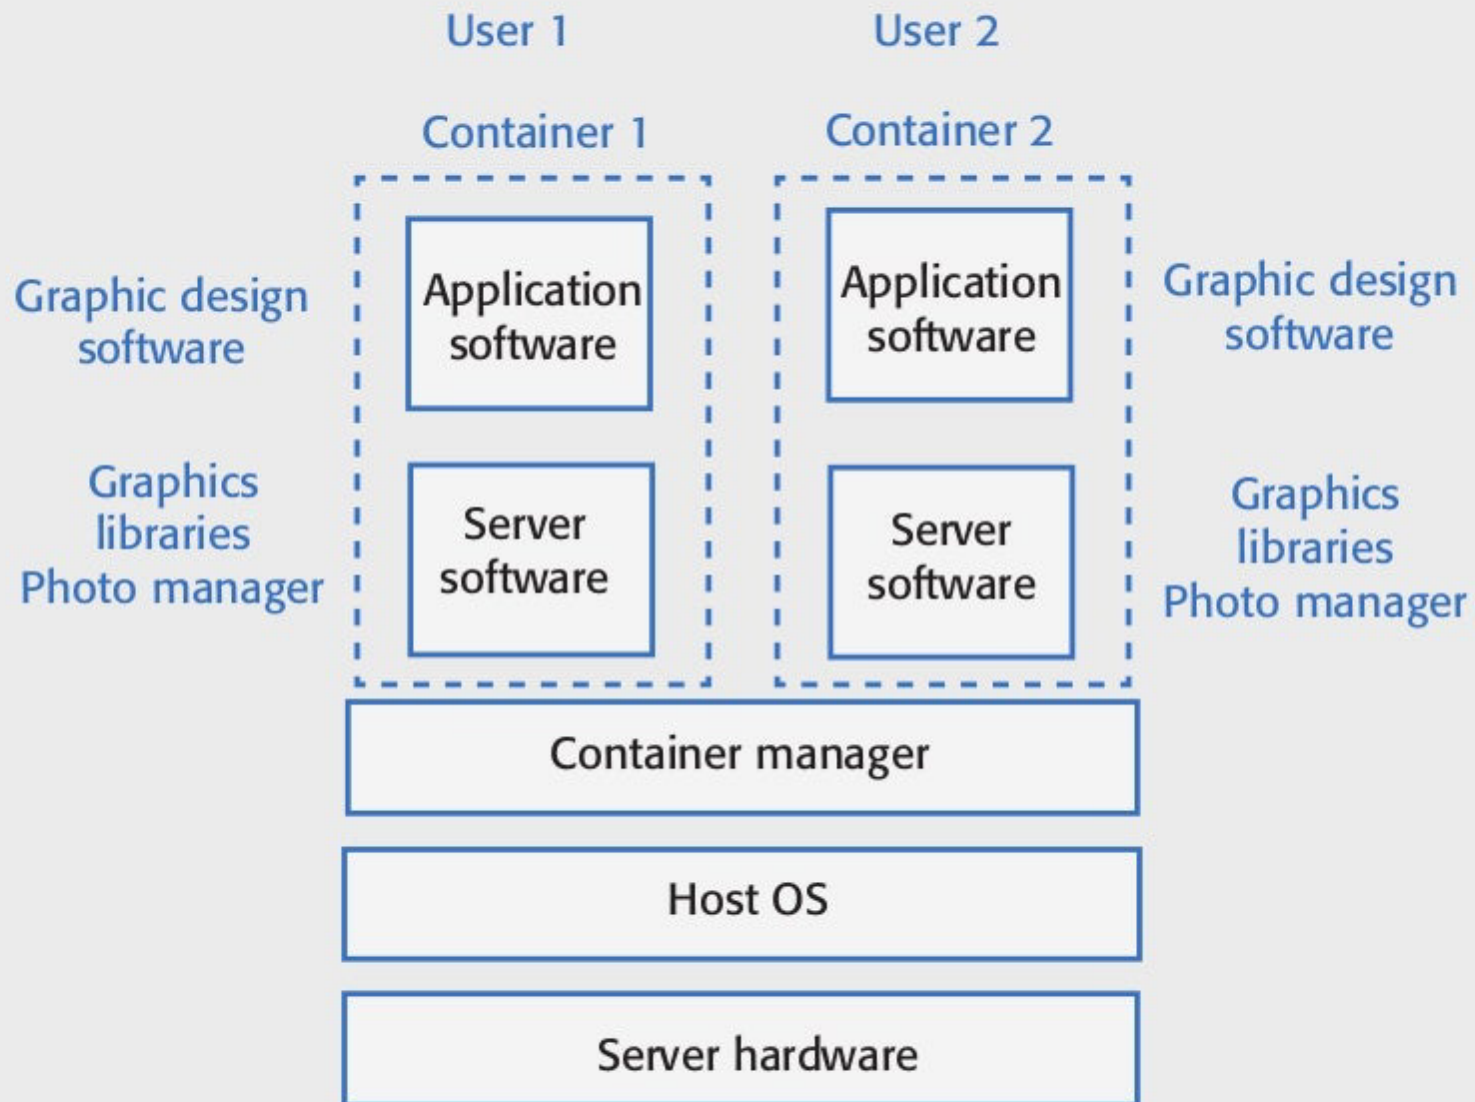 User 1
User 2
Container 1
Container 2
Graphic design
software
Application
software
Application
software
Graphic design
software
Graphics
libraries
Photo manager
Server
software
Server
software
Graphics
libraries
Photo manager
Container manager
Host OS
Server hardware